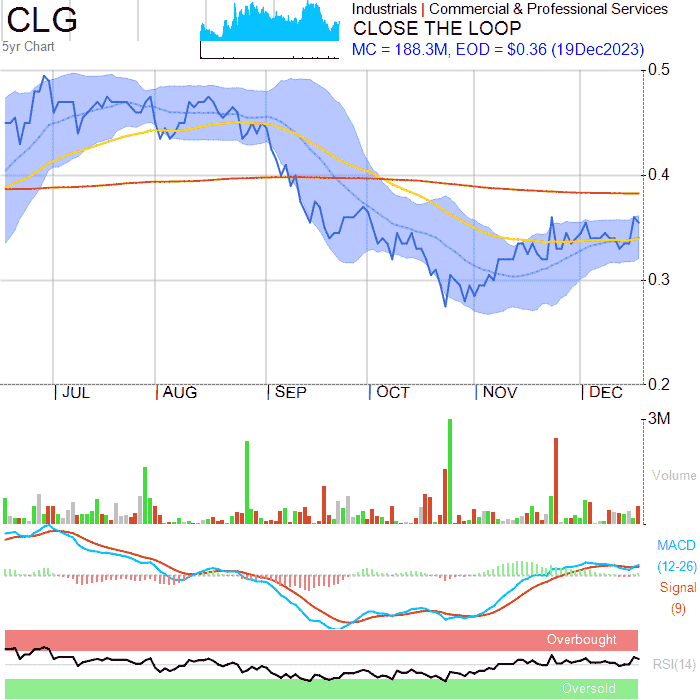 CLG
5yr Chart
Industrials | Commercial & Professional Services
CLOSE THE LOOP
MC = 188.3M, EOD = $0.36 (19Dec2023)
0.5
0.4
0.3
0.2
JUL AUG SEP OCT NOV DEC
3M
Volume
MACD
(12-26)
Signal
(9)
Overbought
RSI(14)
Oversold